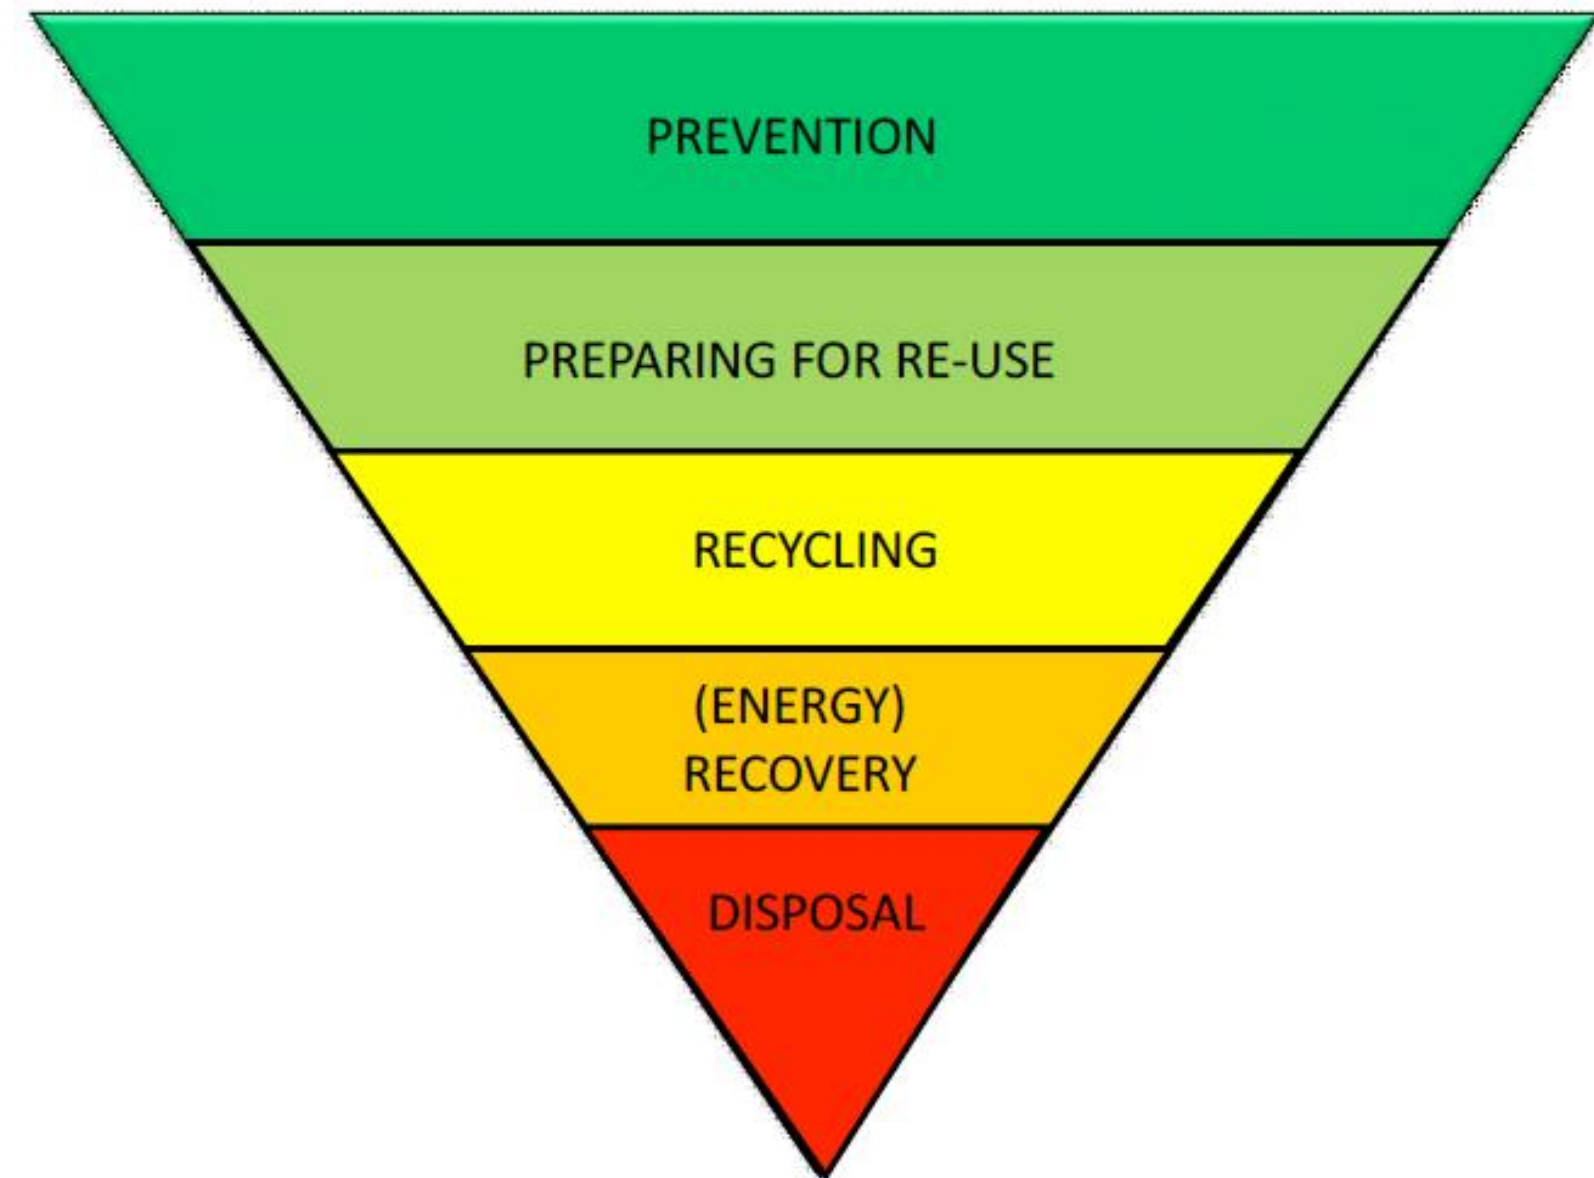 PREVENTION
PREPARING FOR RE-USE
RECYCLING
(ENERGY)
RECOVERY
DISPOSAL